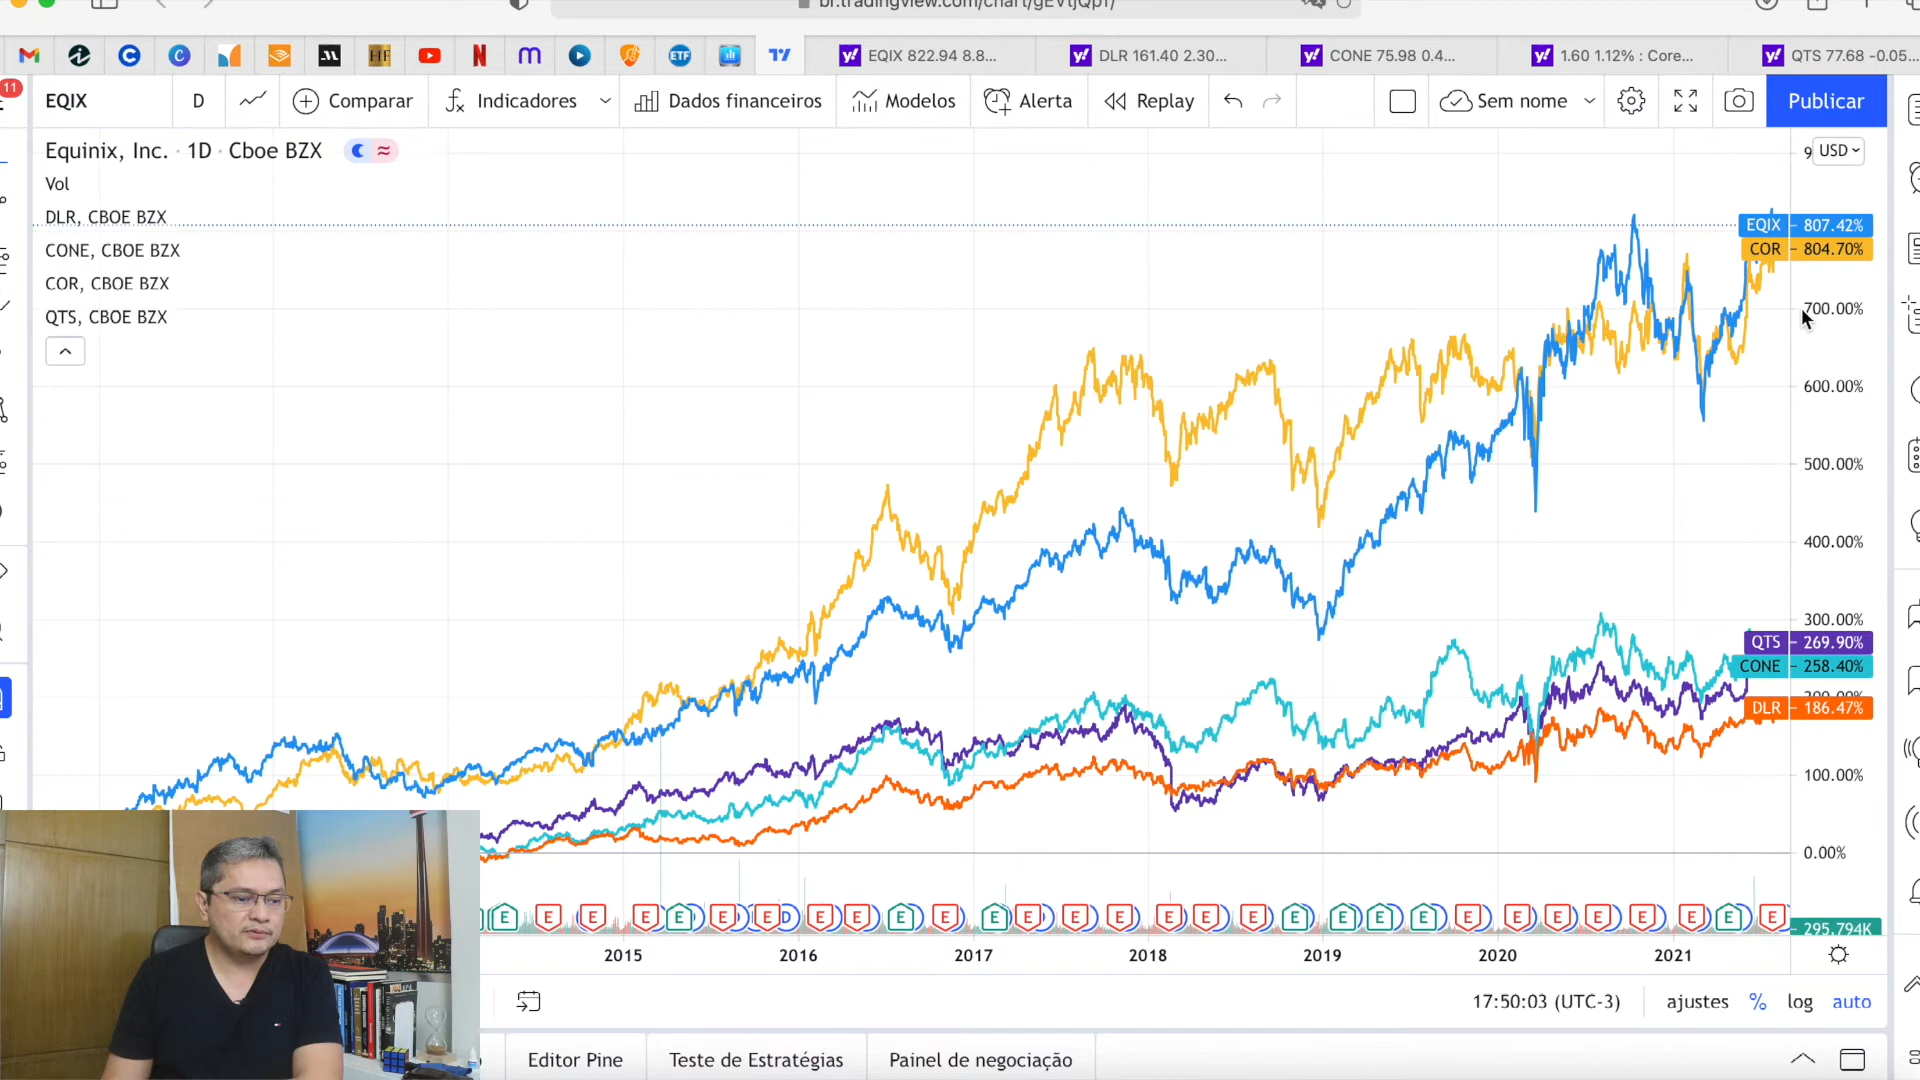 br.tradingview.com/chart/gEVtjQpT/
EQIX 822.94 8.8...
DLR 161.40 2.30...
CONE 75.98 0.4...
1.60 1.12% : Core...
QTS 77.68 -0.05...
11
EQIX
D
Comparar
Indicadores
Dados financeiros
Modelos
Alerta
Replay
Sem nome
Publicar
Equinix, Inc. · 1D · Cboe BZX
USD
Vol
DLR, CBOE BZX
CONE, CBOE BZX
COR, CBOE BZX
QTS, CBOE BZX
EQIX 807.42%
COR 804.70%
700.00%
600.00%
500.00%
400.00%
300.00%
QTS 269.90%
CONE 258.40%
200.00%
DLR 186.47%
100.00%
0.00%
E E E E E E E E E E E E E E E E E E E E E E E E E E E E E
295.794K
2015 2016 2017 2018 2019 2020 2021
17:50:03 (UTC-3)
ajustes % log auto
Editor Pine
Teste de Estratégias
Painel de negociação